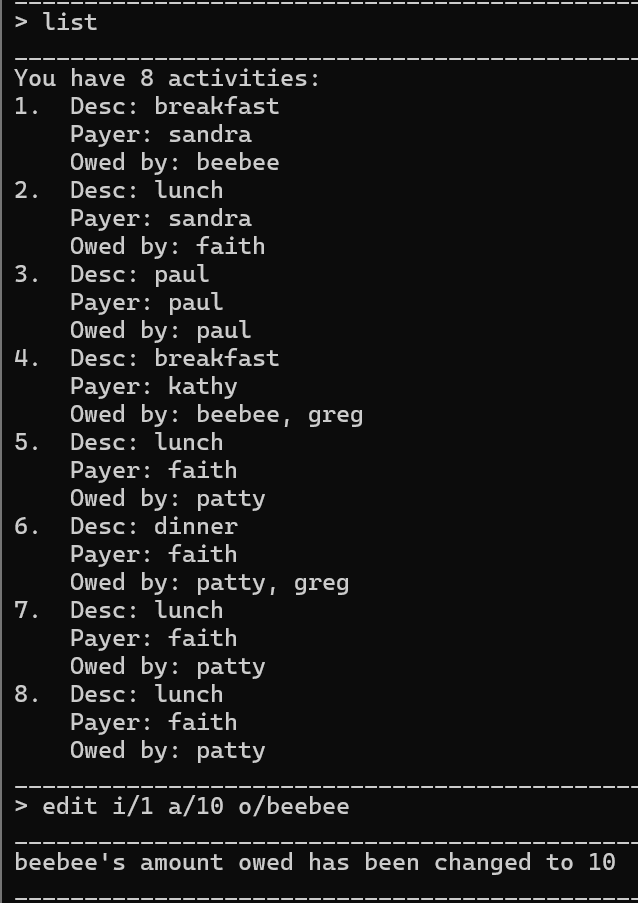 > list
You have 8 activities:
1.  Desc: breakfast
    Payer: sandra
    Owed by: beebee
2.  Desc: lunch
    Payer: sandra
    Owed by: faith
3.  Desc: paul
    Payer: paul
    Owed by: paul
4.  Desc: breakfast
    Payer: kathy
    Owed by: beebee, greg
5.  Desc: lunch
    Payer: faith
    Owed by: patty
6.  Desc: dinner
    Payer: faith
    Owed by: patty, greg
7.  Desc: lunch
    Payer: faith
    Owed by: patty
8.  Desc: lunch
    Payer: faith
    Owed by: patty
> edit i/1 a/10 o/beebee
beebee's amount owed has been changed to 10